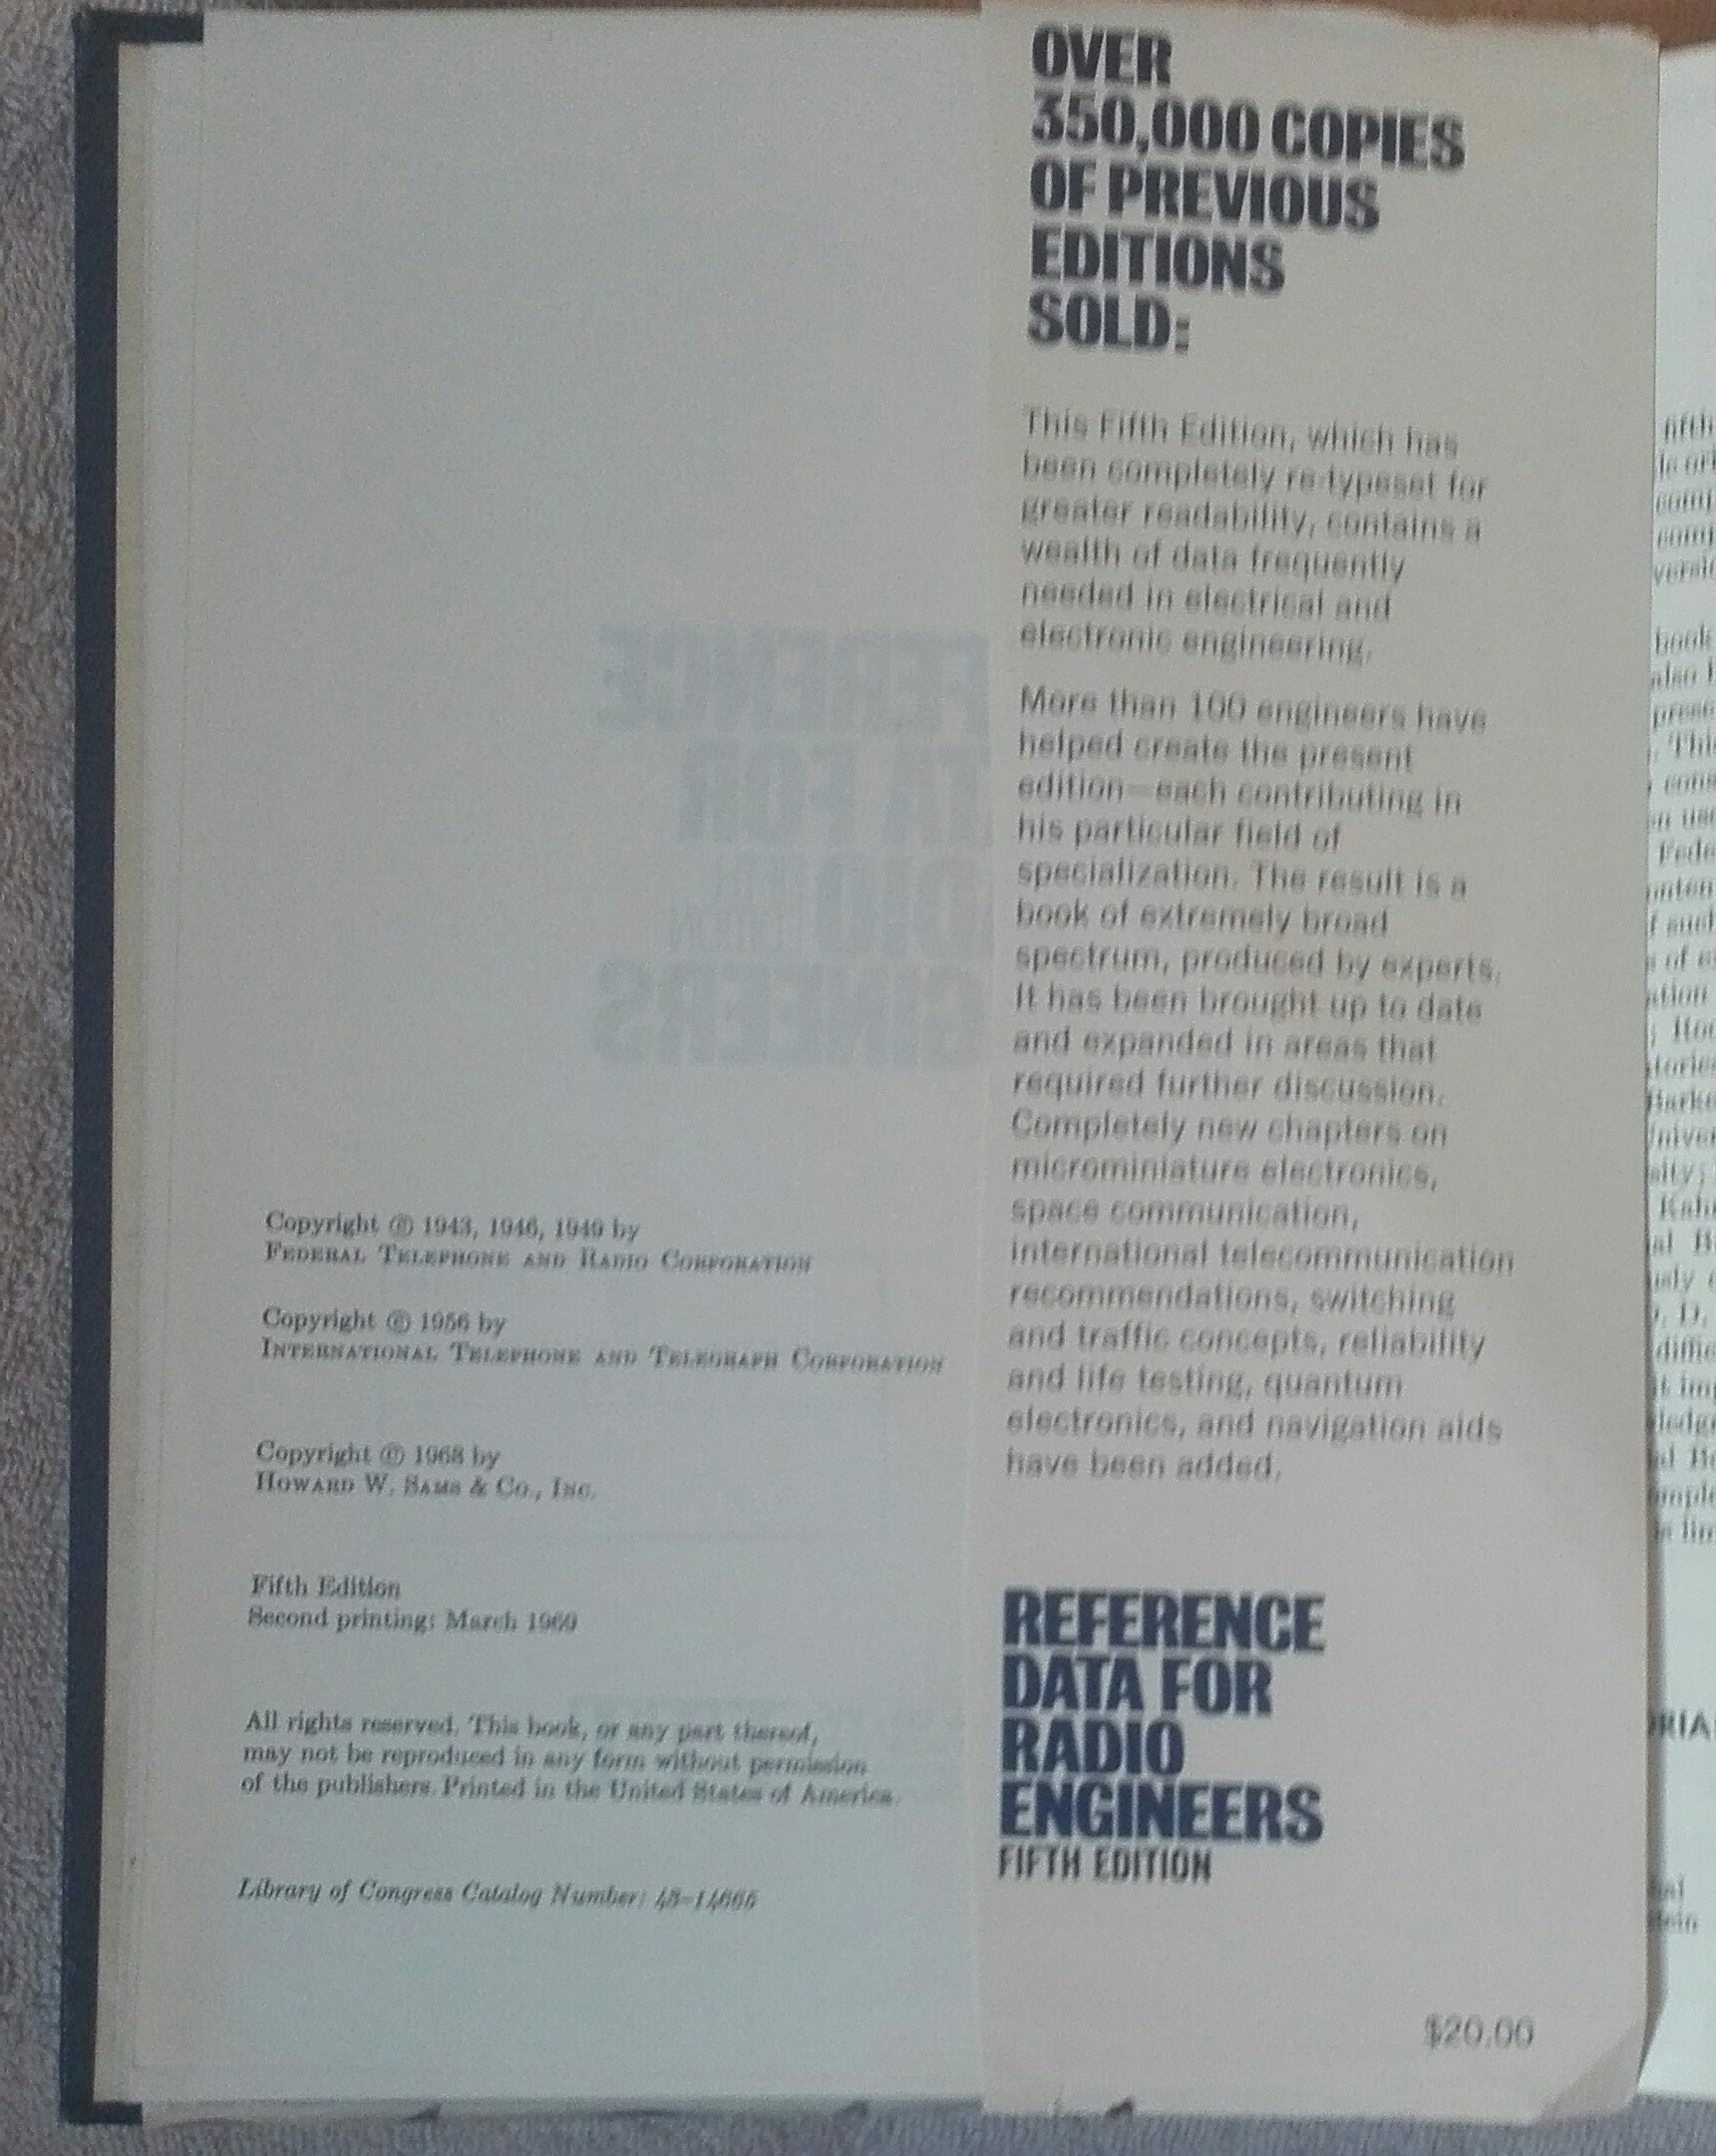 Copyright © 1943, 1946, 1949 by
FEDERAL TELEPHONE AND RADIO CORPORATION
Copyright © 1956 by
INTERNATIONAL TELEPHONE AND TELEGRAPH CORPORATION
Copyright © 1968 by
HOWARD W. SAMS & CO., INC.
Fifth Edition
Second printing: March 1969
All rights reserved. This book, or any part thereof,
may not be reproduced in any form without permission
of the publishers. Printed in the United States of America.
Library of Congress Catalog Number: 43-14665
OVER
350,000 COPIES
OF PREVIOUS
EDITIONS
SOLD:
This Fifth Edition, which has
been completely re-typeset for
greater readability, contains a
wealth of data frequently
needed in electrical and
electronic engineering.
More than 100 engineers have
helped create the present
edition—each contributing in
his particular field of
specialization. The result is a
book of extremely broad
spectrum, produced by experts.
It has been brought up to date
and expanded in areas that
required further discussion.
Completely new chapters on
microminiature electronics,
space communication,
international telecommunication
recommendations, switching
and traffic concepts, reliability
and life testing, quantum
electronics, and navigation aids
have been added.
REFERENCE
DATA FOR
RADIO
ENGINEERS
FIFTH EDITION
$20.00